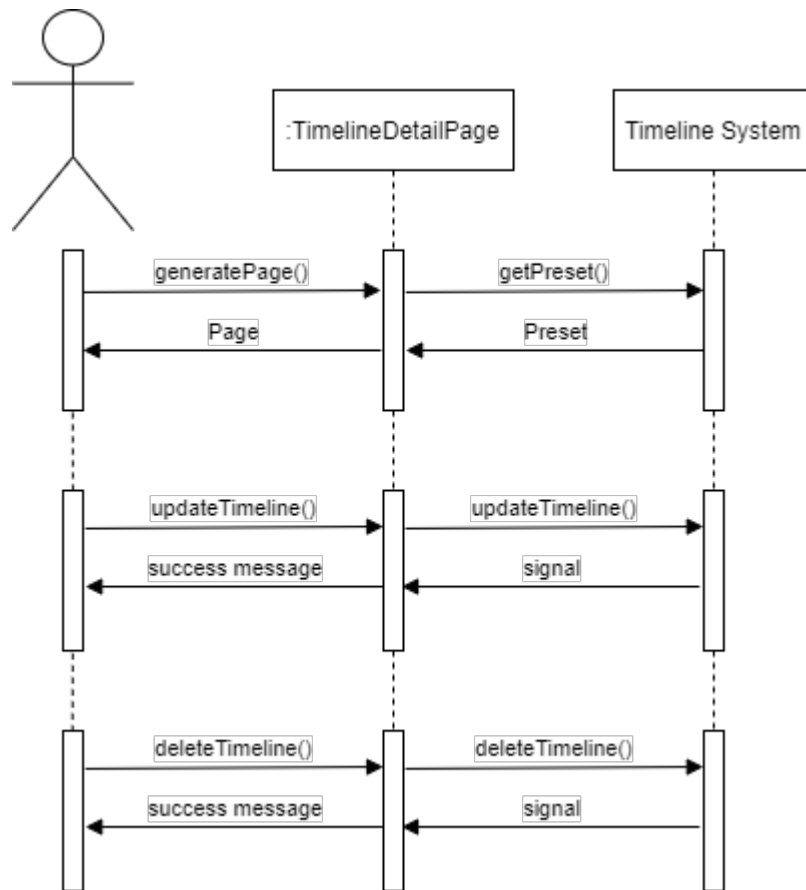 :TimelineDetailPage
Timeline System
generatePage()
getPreset()
Page
Preset
updateTimeline()
updateTimeline()
success message
signal
deleteTimeline()
deleteTimeline()
success message
signal